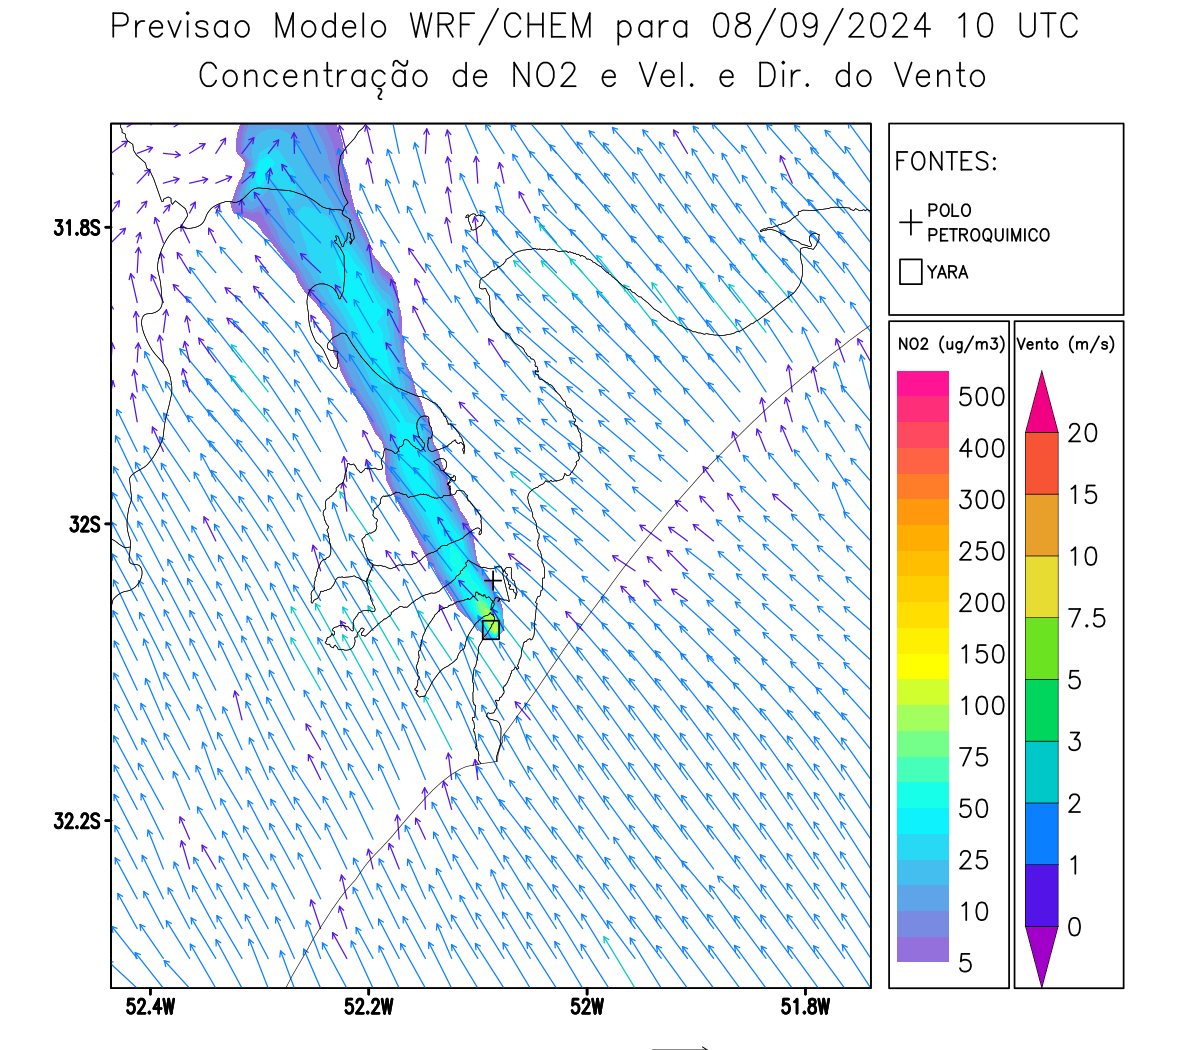 Previsao Modelo WRF/CHEM para 08/09/2024 10 UTC
Concentração de NO2 e Vel. e Dir. do Vento
FONTES:
POLO
PETROQUIMICO
YARA
NO2 (ug/m3)
500
400
300
250
200
150
100
75
50
25
10
5
Vento (m/s)
20
15
10
7.5
5
3
2
1
0
31.8S
32S
32.2S
52.4W
52.2W
52W
51.8W